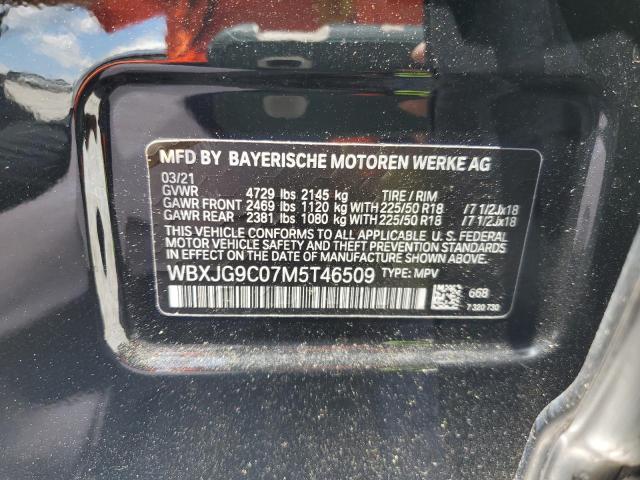 MFD BY BAYERISCHE MOTOREN WERKE AG
03/21
GVWR 4729 lbs 2145 kg TIRE / RIM
GAWR FRONT 2469 lbs 1120 kg WITH 225/50 R18 /7 1/2Jx18
GAWR REAR 2381 lbs 1080 kg WITH 225/50 R18 /7 1/2Jx18
THIS VEHICLE CONFORMS TO ALL APPLICABLE U. S. FEDERAL
MOTOR VEHICLE SAFETY AND THEFT PREVENTION STANDARDS
IN EFFECT ON THE DATE OF MANUFACTURE SHOWN ABOVE.
WBXJG9C07M5T46509 TYPE: MPV
668
7 320 730